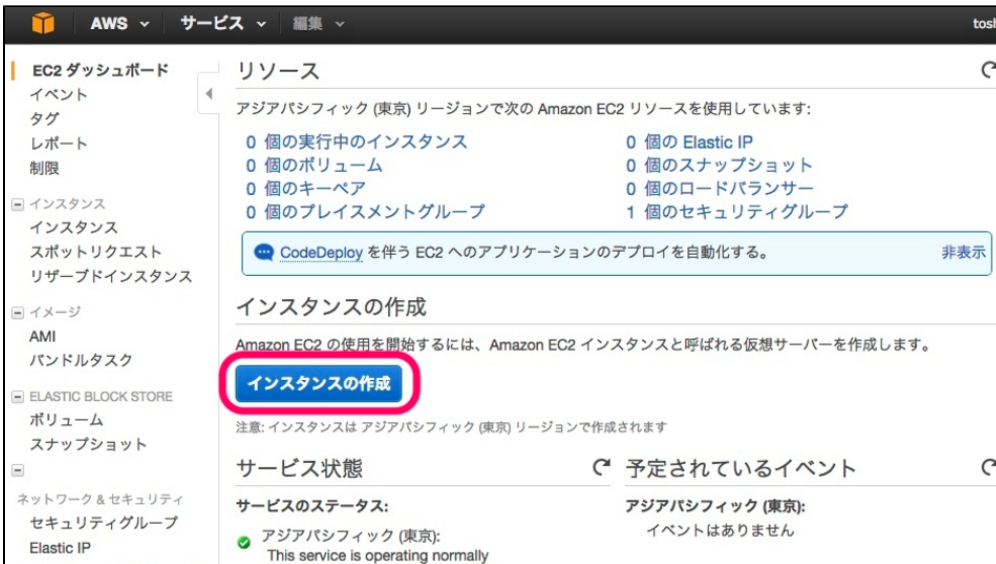 AWS サービス 編集 tosh
EC2 ダッシュボード
イベント
タグ
レポート
制限
インスタンス
インスタンス
スポットリクエスト
リザーブドインスタンス
イメージ
AMI
バンドルタスク
ELASTIC BLOCK STORE
ボリューム
スナップショット
ネットワーク & セキュリティ
セキュリティグループ
Elastic IP
リソース
アジアパシフィック (東京) リージョンで次の Amazon EC2 リソースを使用しています:
0 個の実行中のインスタンス
0 個の Elastic IP
0 個のボリューム
0 個のスナップショット
0 個のキーペア
0 個のロードバランサー
0 個のプレイスメントグループ
1 個のセキュリティグループ
CodeDeploy を伴う EC2 へのアプリケーションのデプロイを自動化する。 非表示
インスタンスの作成
Amazon EC2 の使用を開始するには、Amazon EC2 インスタンスと呼ばれる仮想サーバーを作成します。
インスタンスの作成
注意: インスタンスは アジアパシフィック (東京) リージョンで作成されます
サービス状態
サービスのステータス:
アジアパシフィック (東京):
This service is operating normally
予定されているイベント
アジアパシフィック (東京):
イベントはありません